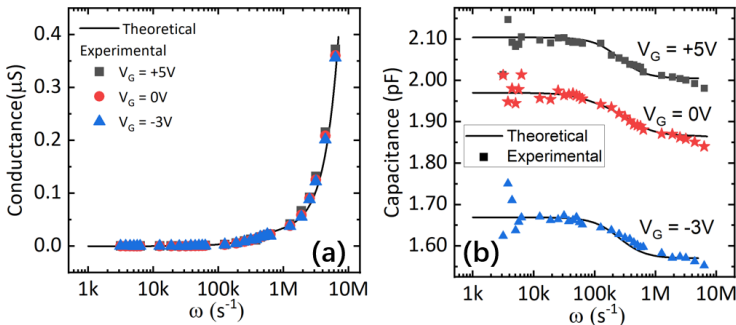 0.4
0.3
0.2
0.1
0.0
Conductance(μS)
Theoretical
Experimental
V_G = +5V
V_G = 0V
V_G = -3V
(a)
1k 10k 100k 1M 10M
ω (s⁻¹)
2.10
2.00
1.90
1.70
1.60
Capacitance (pF)
V_G = +5V
V_G = 0V
Theoretical
Experimental
V_G = -3V
(b)
1k 10k 100k 1M 10M
ω (s⁻¹)